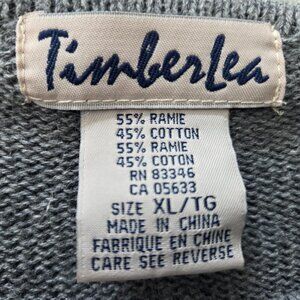 TimberLea
55% RAMIE
45% COTTON
55% RAMIE
45% COTON
RN 83346
CA 05633
SIZE XL/TG
MADE IN CHINA
FABRIQUE EN CHINE
CARE SEE REVERSE